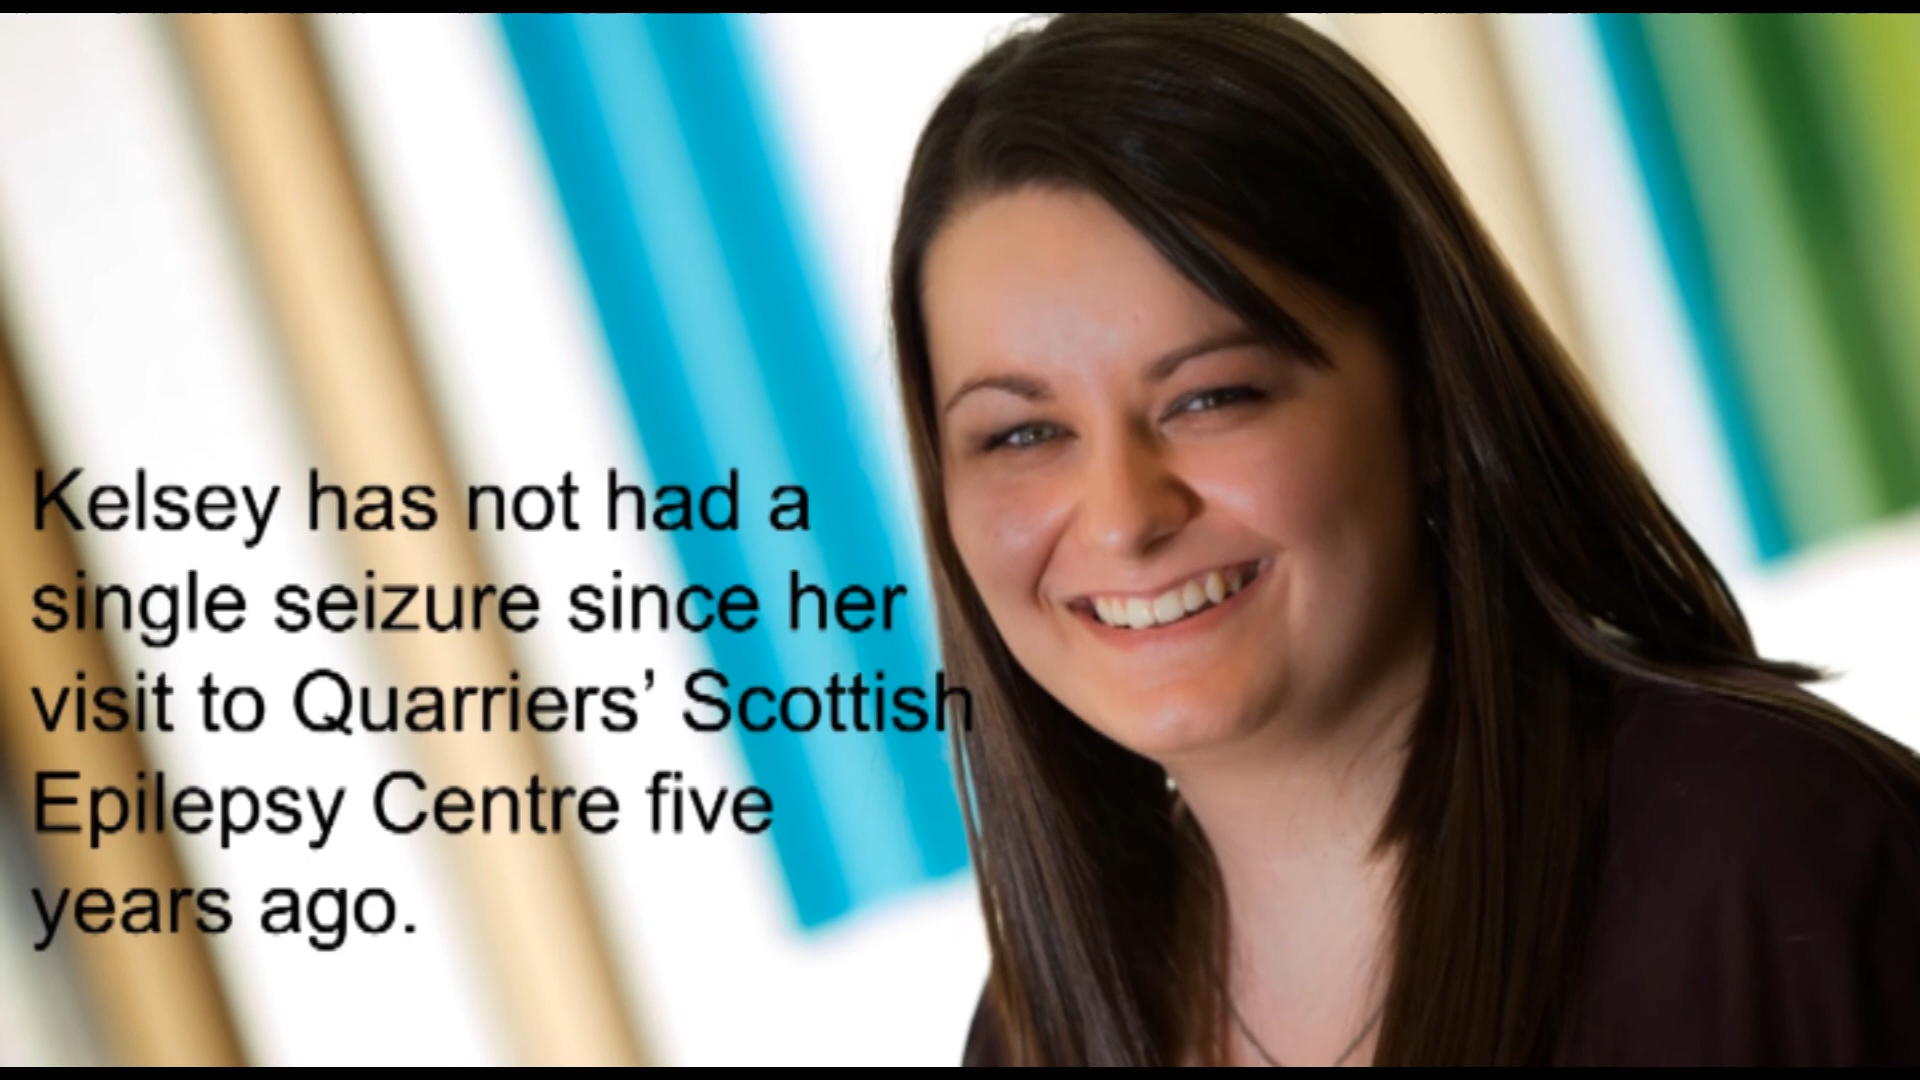 Kelsey has not had a
single seizure since her
visit to Quarriers’ Scottish
Epilepsy Centre five
years ago.